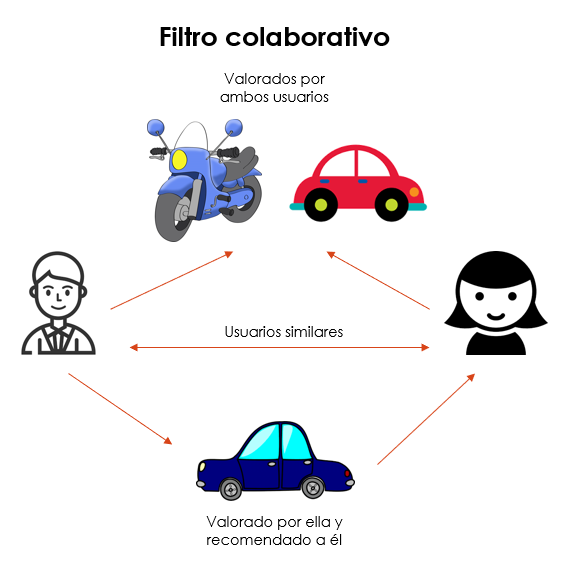 Filtro colaborativo
Valorados por
ambos usuarios
Usuarios similares
Valorado por ella y
recomendado a él